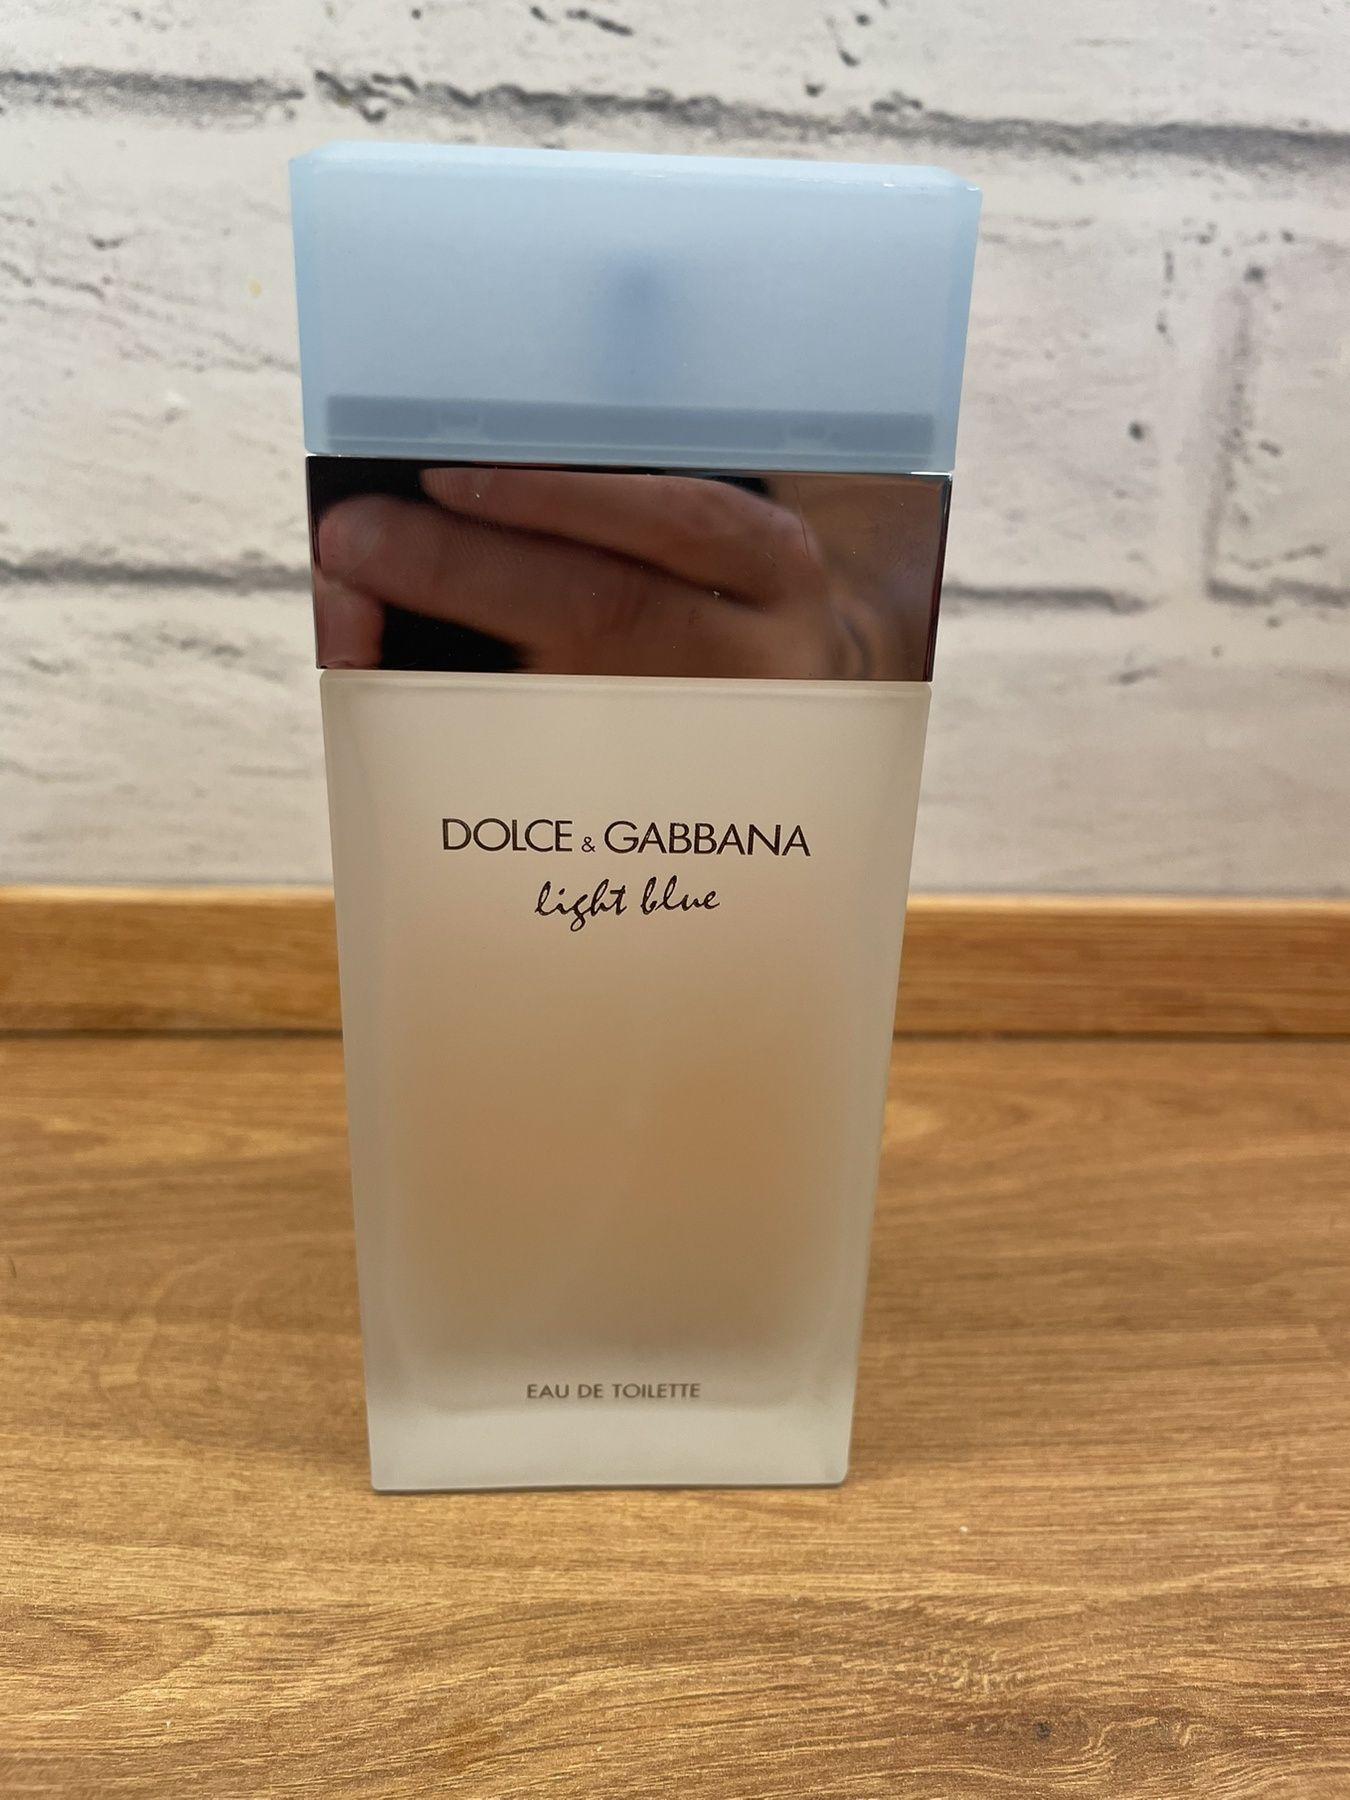 DOLCE & GABBANA
light blue
EAU DE TOILETTE